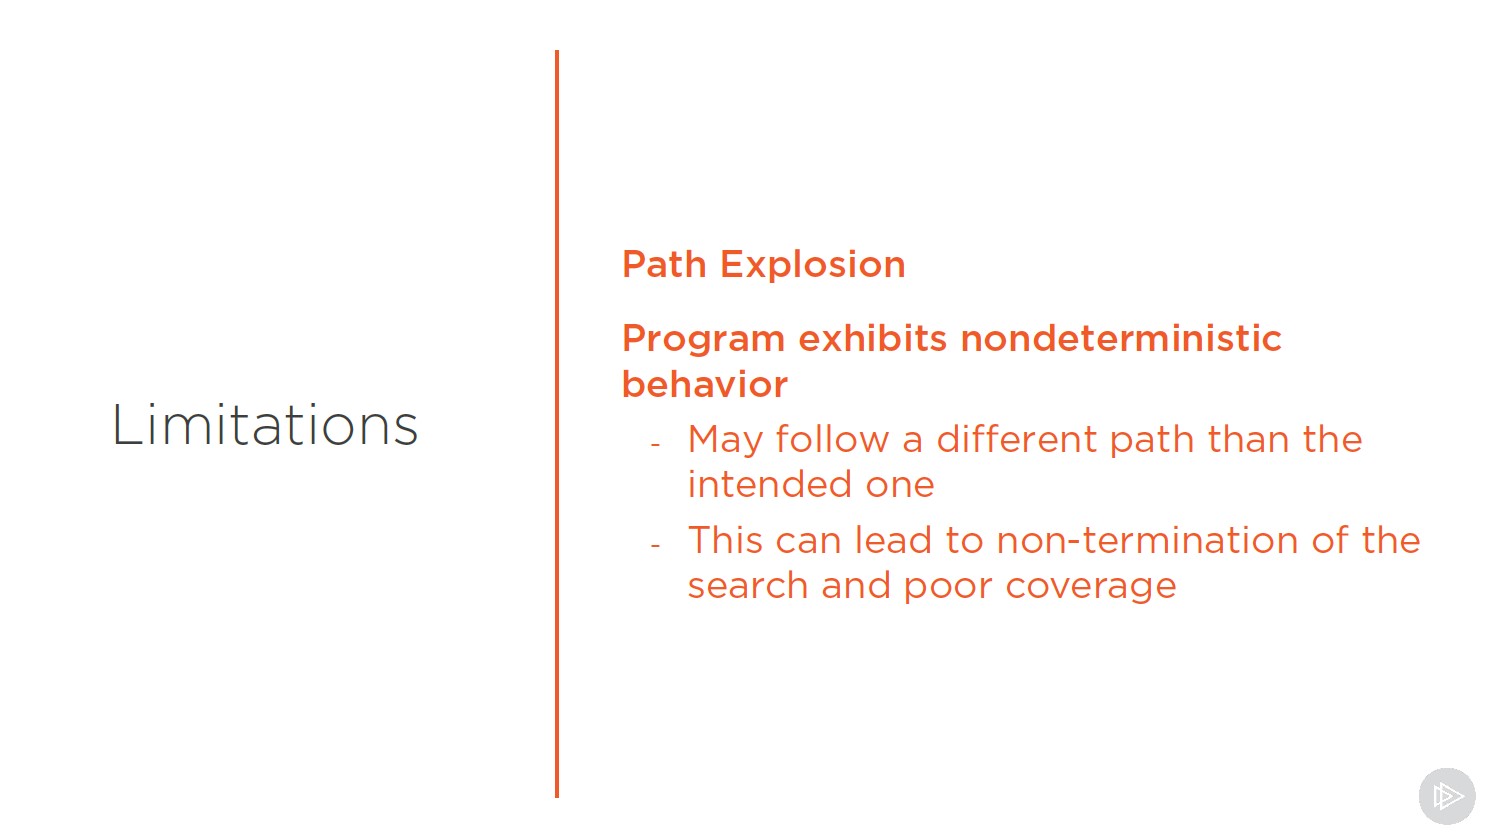 Limitations
Path Explosion
Program exhibits nondeterministic
behavior
- May follow a different path than the
intended one
- This can lead to non-termination of the
search and poor coverage